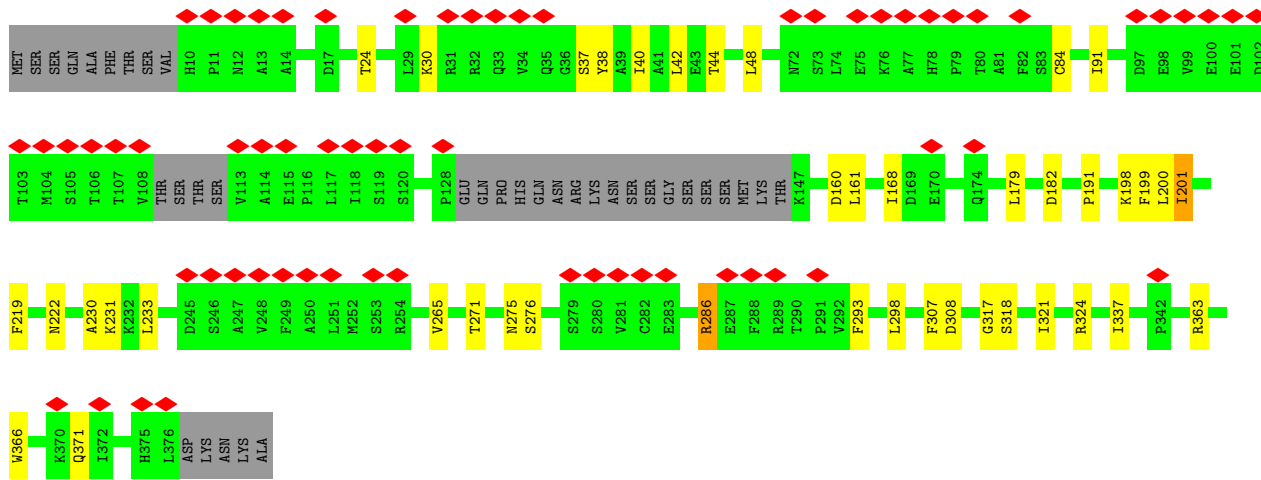 MET SER SER GLN ALA PHE THR SER VAL H10 P11 N12 A13 A14 D17 T24 L29 K30 R31 R32 Q33 V34 Q35 G36 S37 Y38 A39 I40 A41 L42 E43 T44 L48 N72 S73 L74 E75 K76 A77 H78 P79 T80 A81 F82 S83 C84 I91 D97 E98 V99 E100 E101 D102
T103 M104 S105 T106 T107 V108 THR SER THR SER V113 A114 E115 P116 L117 I118 S119 S120 P128 GLU GLN PRO HIS GLN ASN ARG LYS ASN SER SER GLY SER SER SER MET LYS THR K147 D160 L161 I168 D169 E170 Q174 L179 D182 P191 K198 F199 L200 I201
F219 N222 A230 K231 K232 L233 D245 S246 A247 V248 F249 A250 L251 M252 S253 R254 V265 T271 N275 S276 S279 S280 V281 C282 E283 R286 E287 F288 R289 T290 P291 V292 F293 L298 F307 D308 G317 S318 I321 R324 I337 P342 R363
W366 K370 Q371 I372 H375 L376 ASP LYS ASN LYS ALA